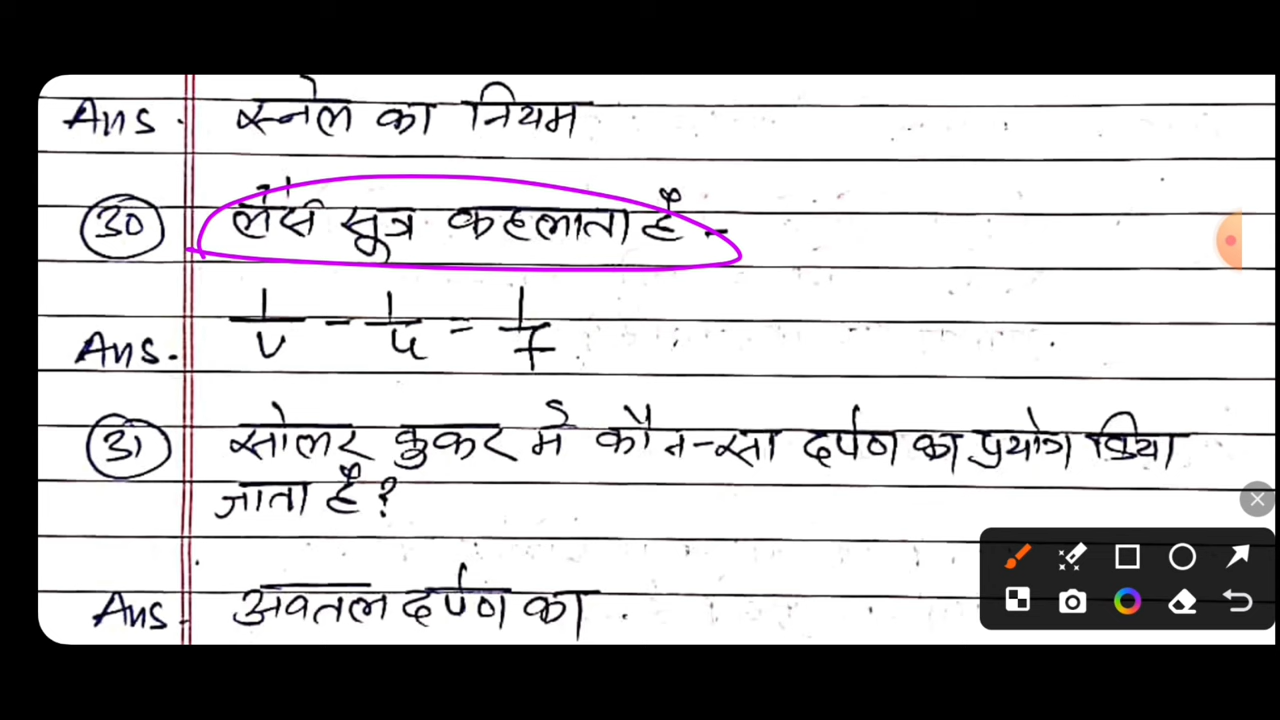 Ans. स्नेल का नियम
30 लेंस सूत्र कहलाता है -
Ans. 1/v - 1/u = 1/f
31 सोलर कुकर में कौन-सा दर्पण का प्रयोग किया
जाता है?
Ans. अवतल दर्पण का .